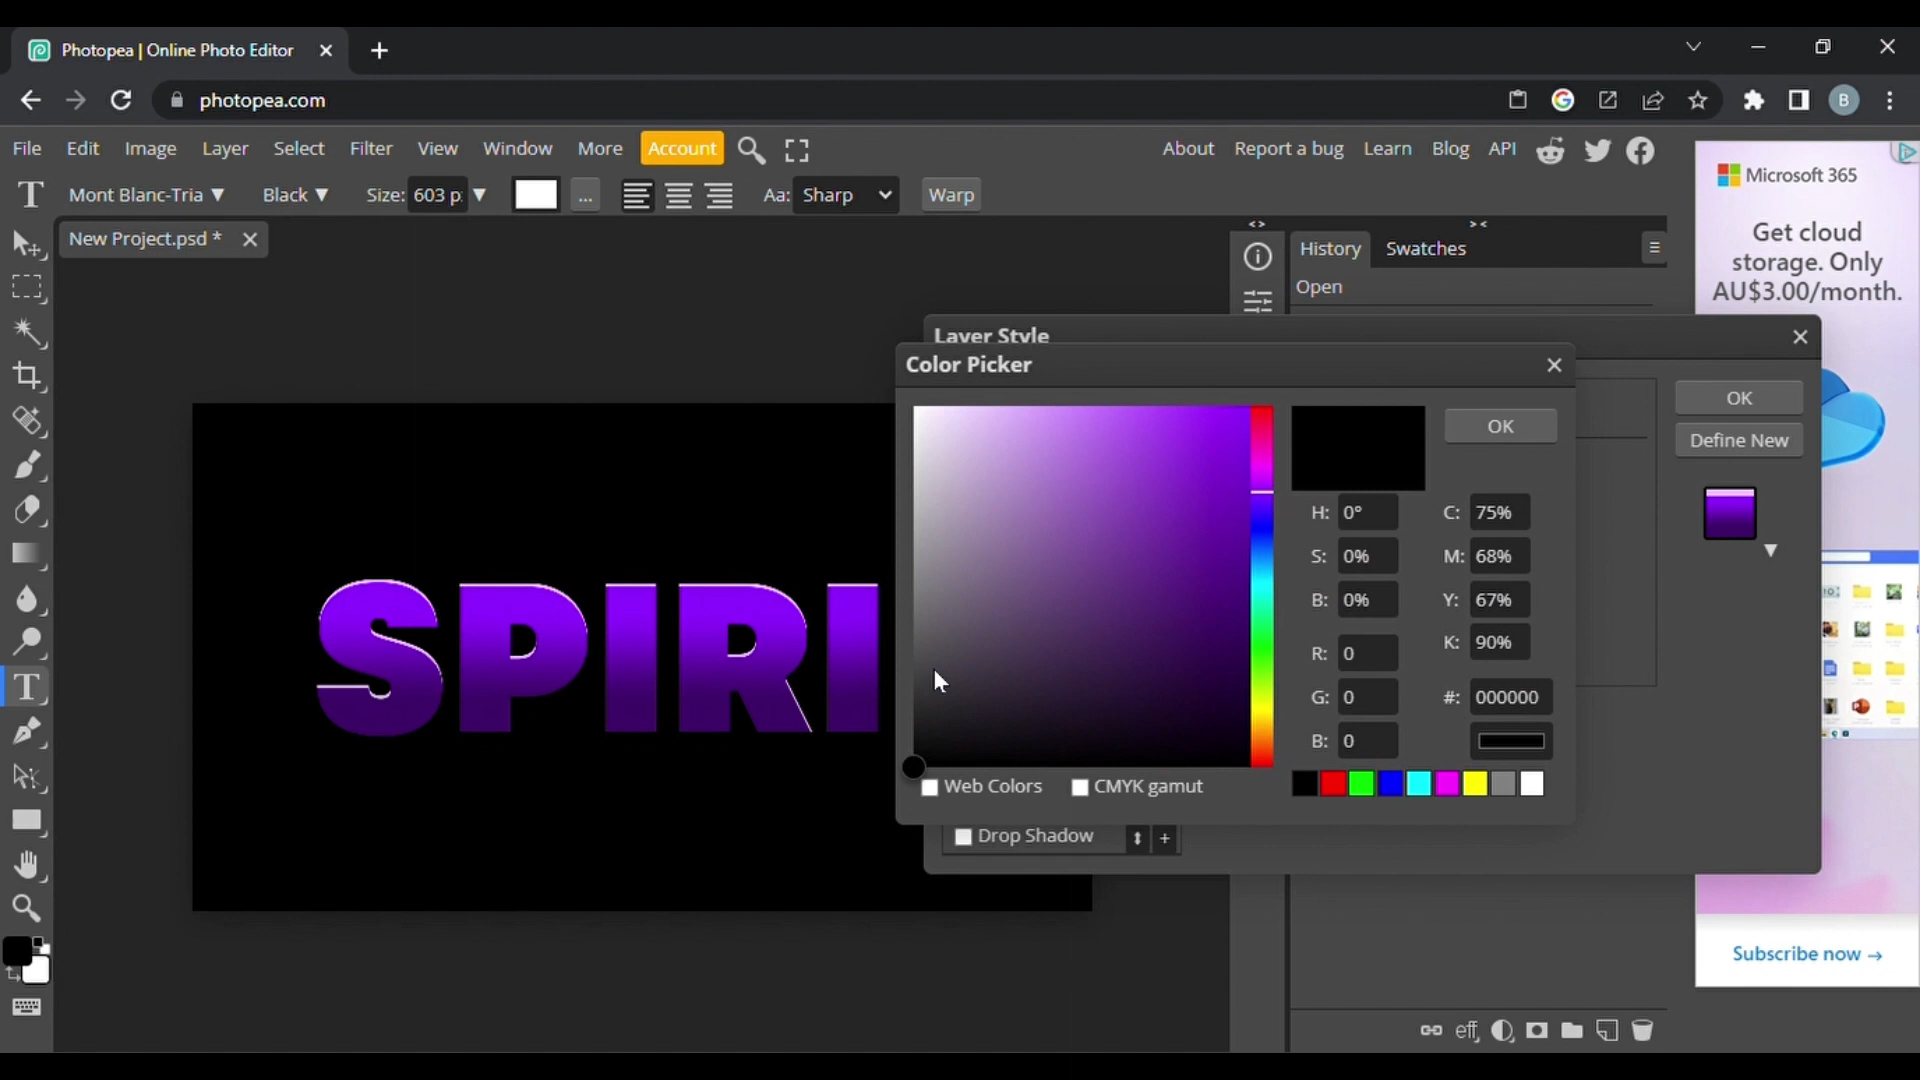 Photopea | Online Photo Editor
photopea.com
B
File Edit Image Layer Select Filter View Window More Account
About Report a bug Learn Blog API
T Mont Blanc-Tria ▼ Black ▼ Size: 603 p: ▼ ... Aa: Sharp Warp
New Project.psd *
History Swatches
Open
Layer Style
Color Picker
OK
H: 0° C: 75%
S: 0% M: 68%
B: 0% Y: 67%
K: 90%
R: 0
G: 0 #: 000000
B: 0
Web Colors CMYK gamut
Drop Shadow +
OK
Define New
SPIRI
eff
Microsoft 365
Get cloud
storage. Only
AU$3.00/month.
Subscribe now →